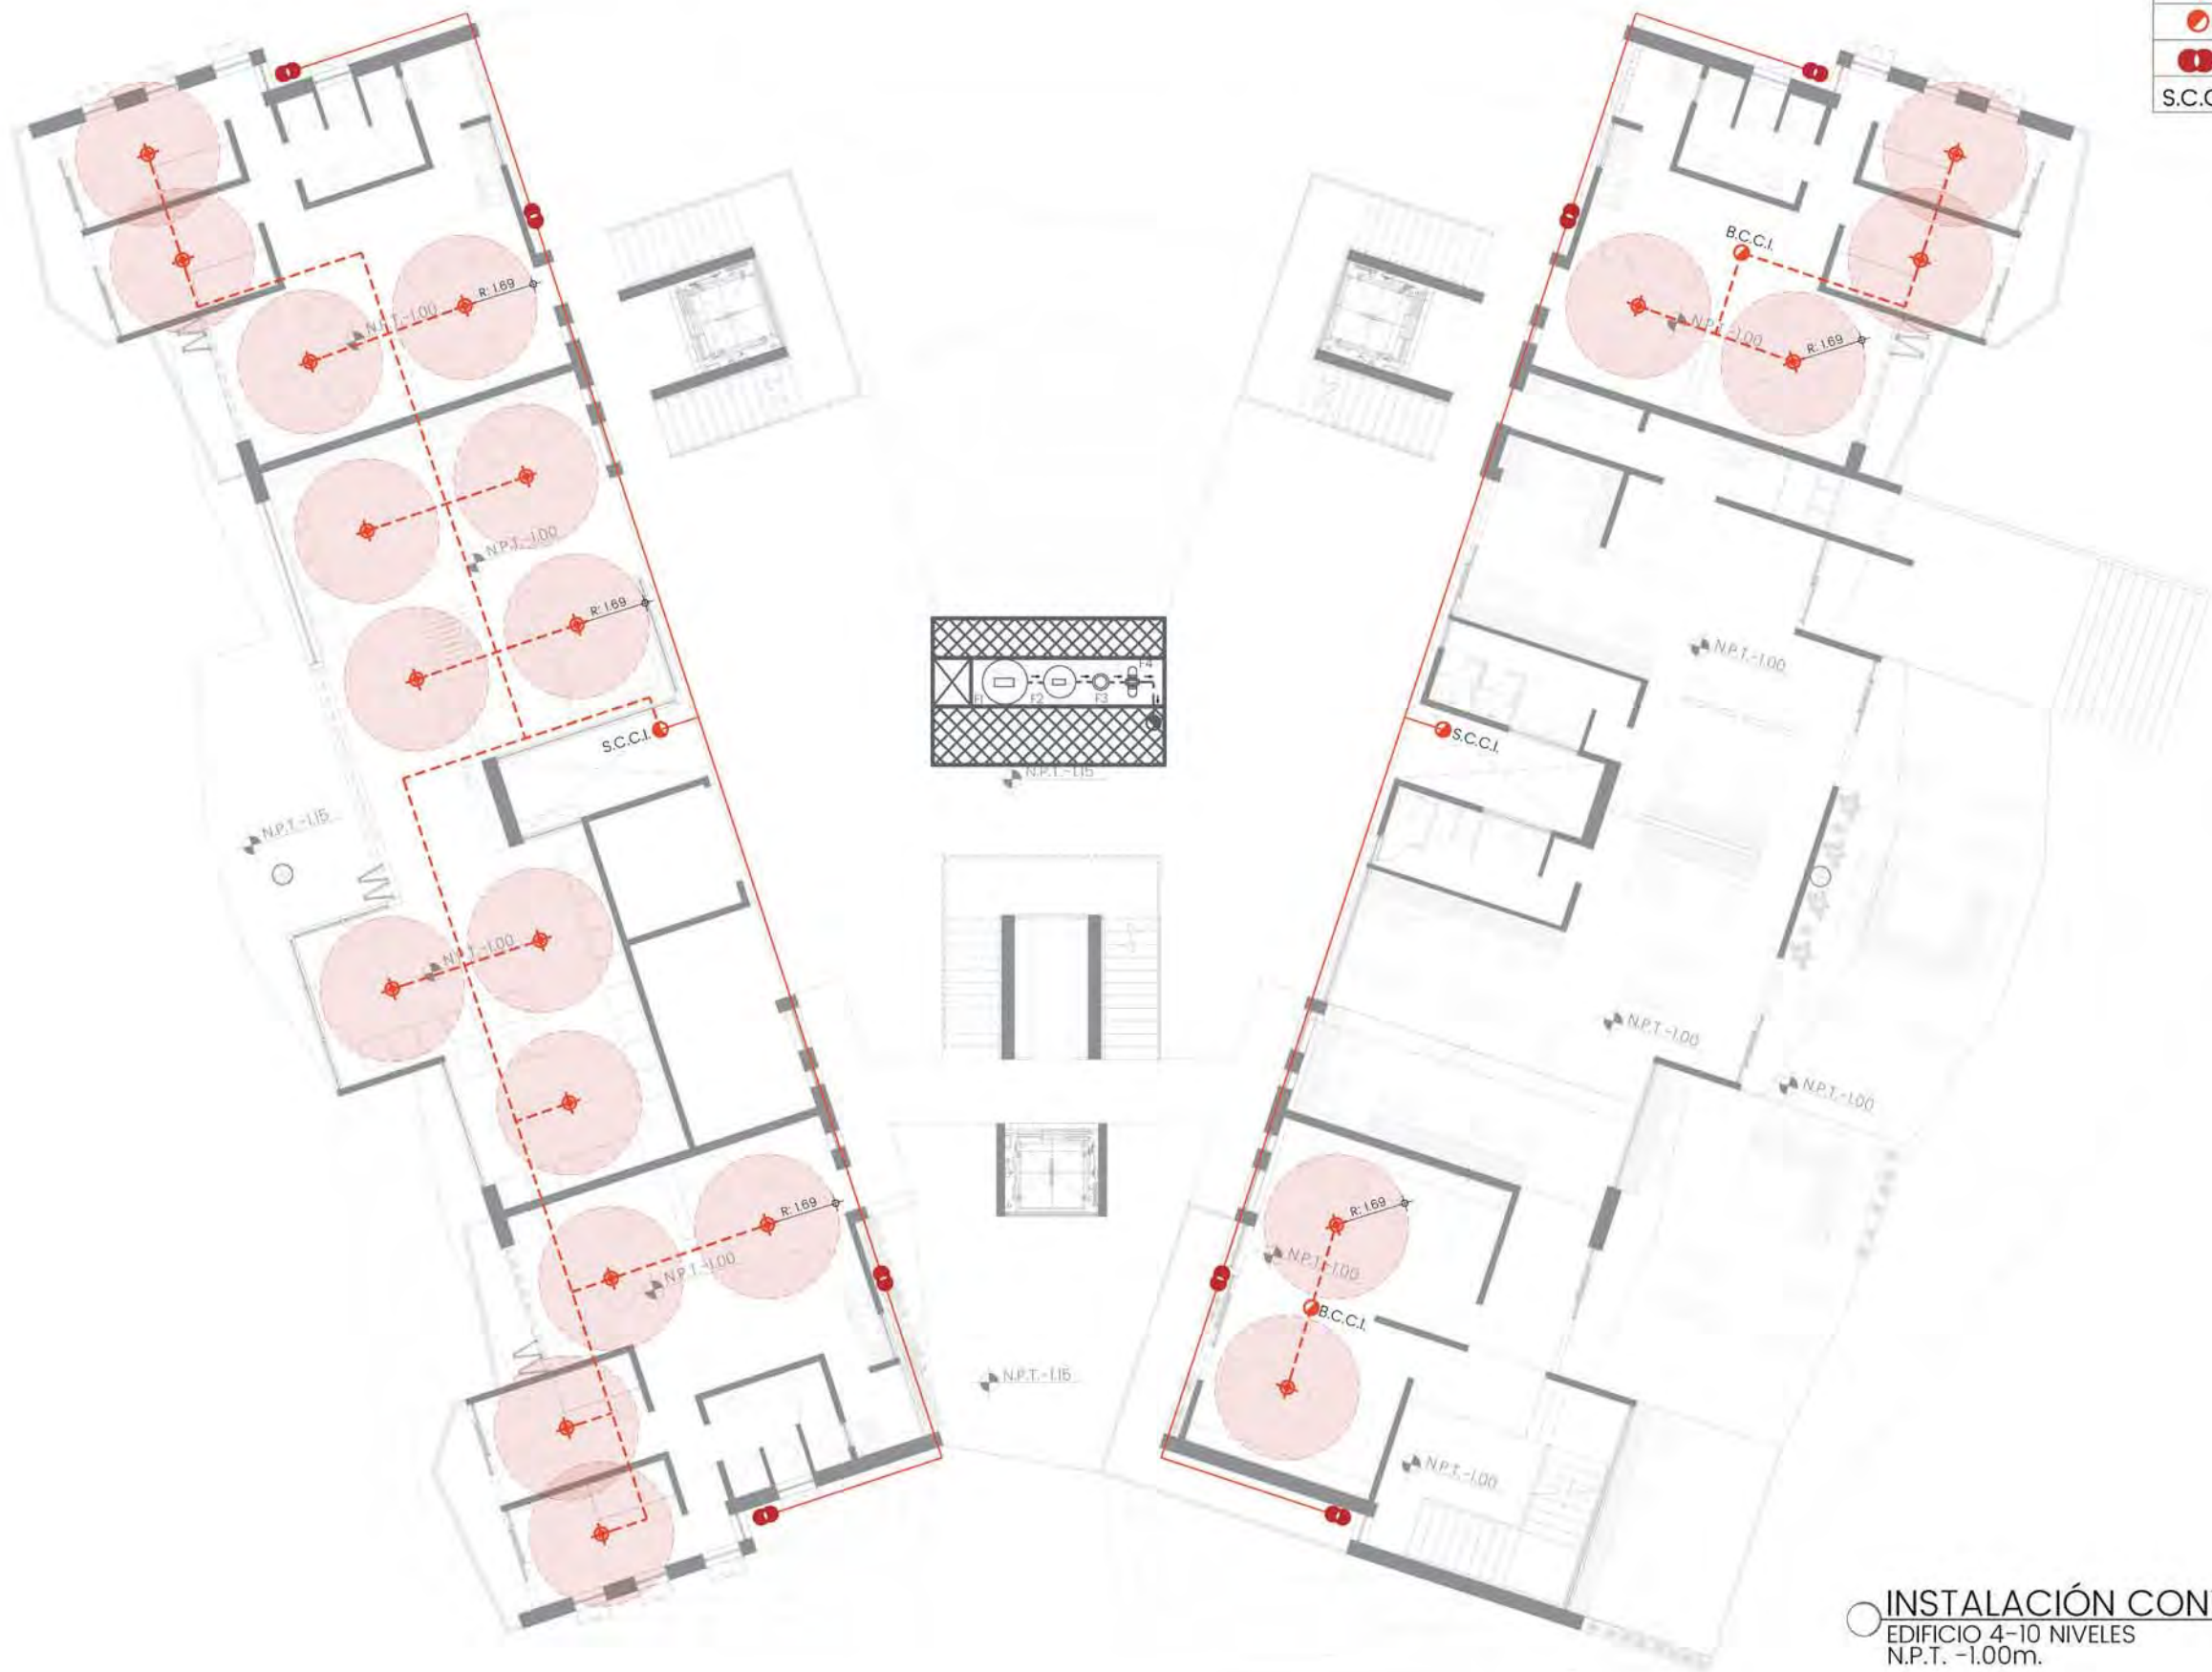 S.C.C
B.C.C.I.
R: 1.69
N.P.T.-1.00
N.P.T.-1.00
R: 1.69
N.P.T.-1.00
R: 1.69
N.P.T.-1.00
F4
F1
F2
F3
S.C.C.I.
S.C.C.I.
N.P.T.-1.15
N.P.T.-1.15
N.P.T.-1.00
N.P.T.-1.00
N.P.T.-1.00
R: 1.69
R: 1.69
N.P.T.-1.00
N.P.T.-1.00
B.C.C.I.
N.P.T.-1.15
N.P.T.-1.00
INSTALACIÓN CON
EDIFICIO 4-10 NIVELES
N.P.T. -1.00m.